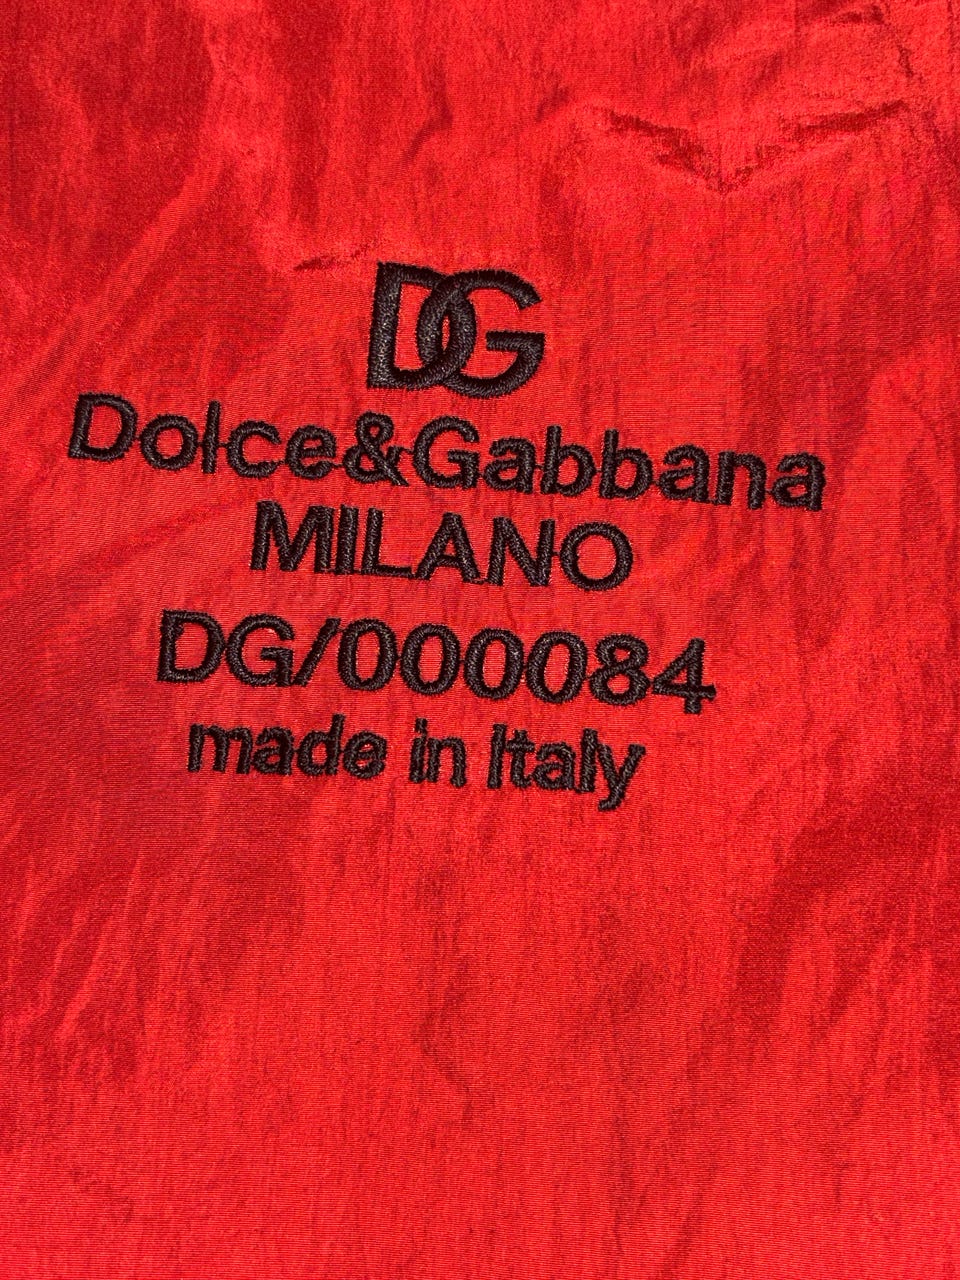 DG
Dolce&Gabbana
MILANO
DG/000084
made in Italy